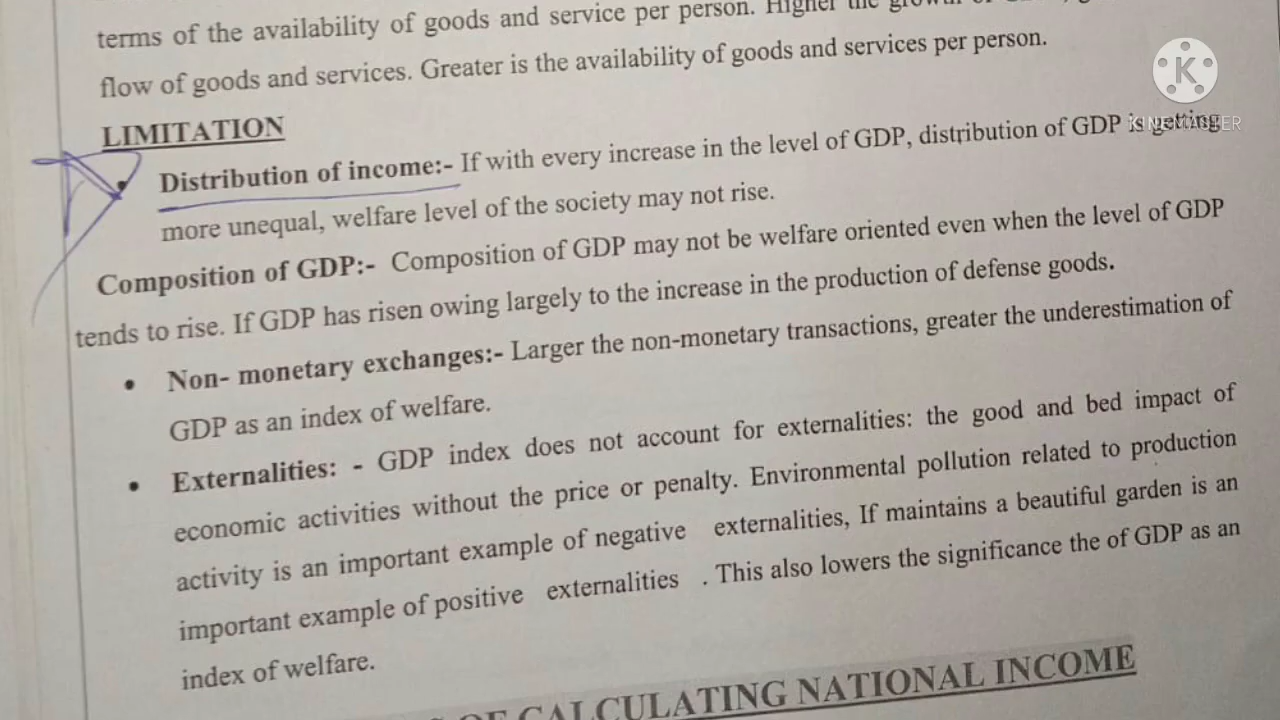 terms of the availability of goods and service per person. Higher the growth of
flow of goods and services. Greater is the availability of goods and services per person.
LIMITATION
• Distribution of income:- If with every increase in the level of GDP, distribution of GDP is getting
more unequal, welfare level of the society may not rise.
Composition of GDP:- Composition of GDP may not be welfare oriented even when the level of GDP
tends to rise. If GDP has risen owing largely to the increase in the production of defense goods.
• Non- monetary exchanges:- Larger the non-monetary transactions, greater the underestimation of
GDP as an index of welfare.
• Externalities: - GDP index does not account for externalities: the good and bed impact of
economic activities without the price or penalty. Environmental pollution related to production
activity is an important example of negative externalities, If maintains a beautiful garden is an
important example of positive externalities . This also lowers the significance the of GDP as an
index of welfare.
OF CALCULATING NATIONAL INCOME
K
KINEMASTER